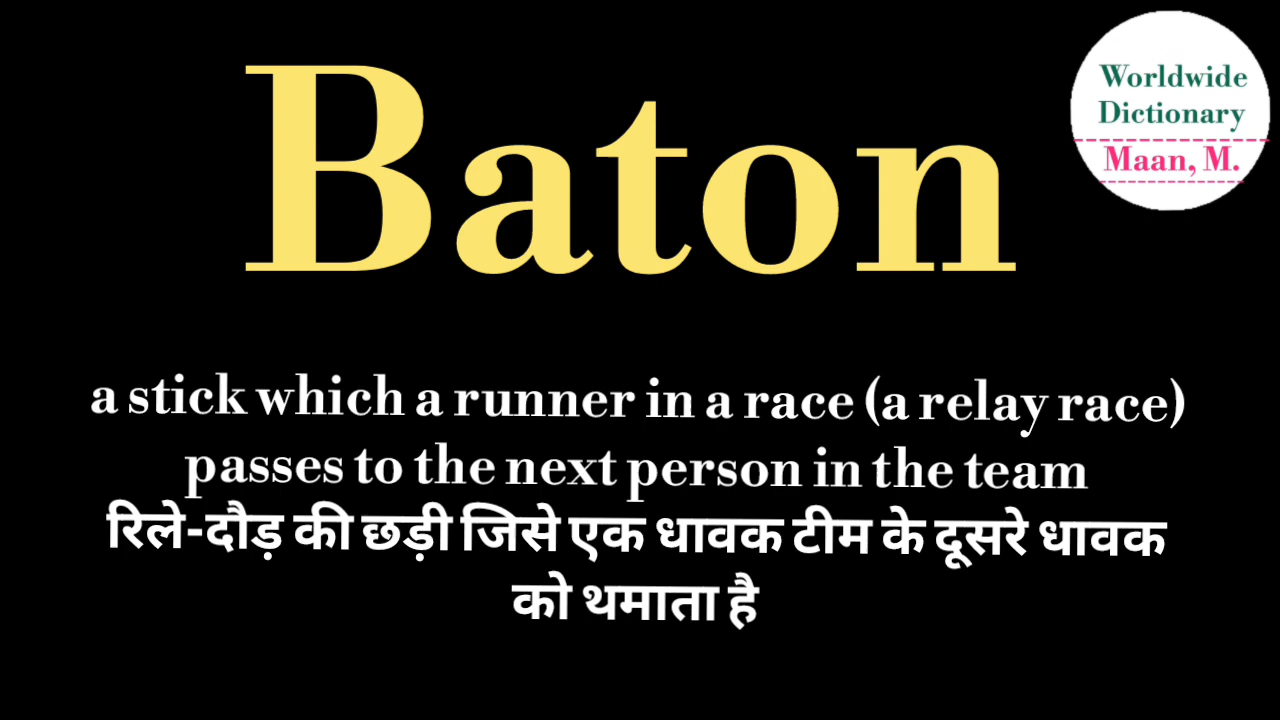 Baton
Worldwide
Dictionary
Maan, M.
a stick which a runner in a race (a relay race)
passes to the next person in the team
रिले-दौड़ की छड़ी जिसे एक धावक टीम के दूसरे धावक
को थमाता है